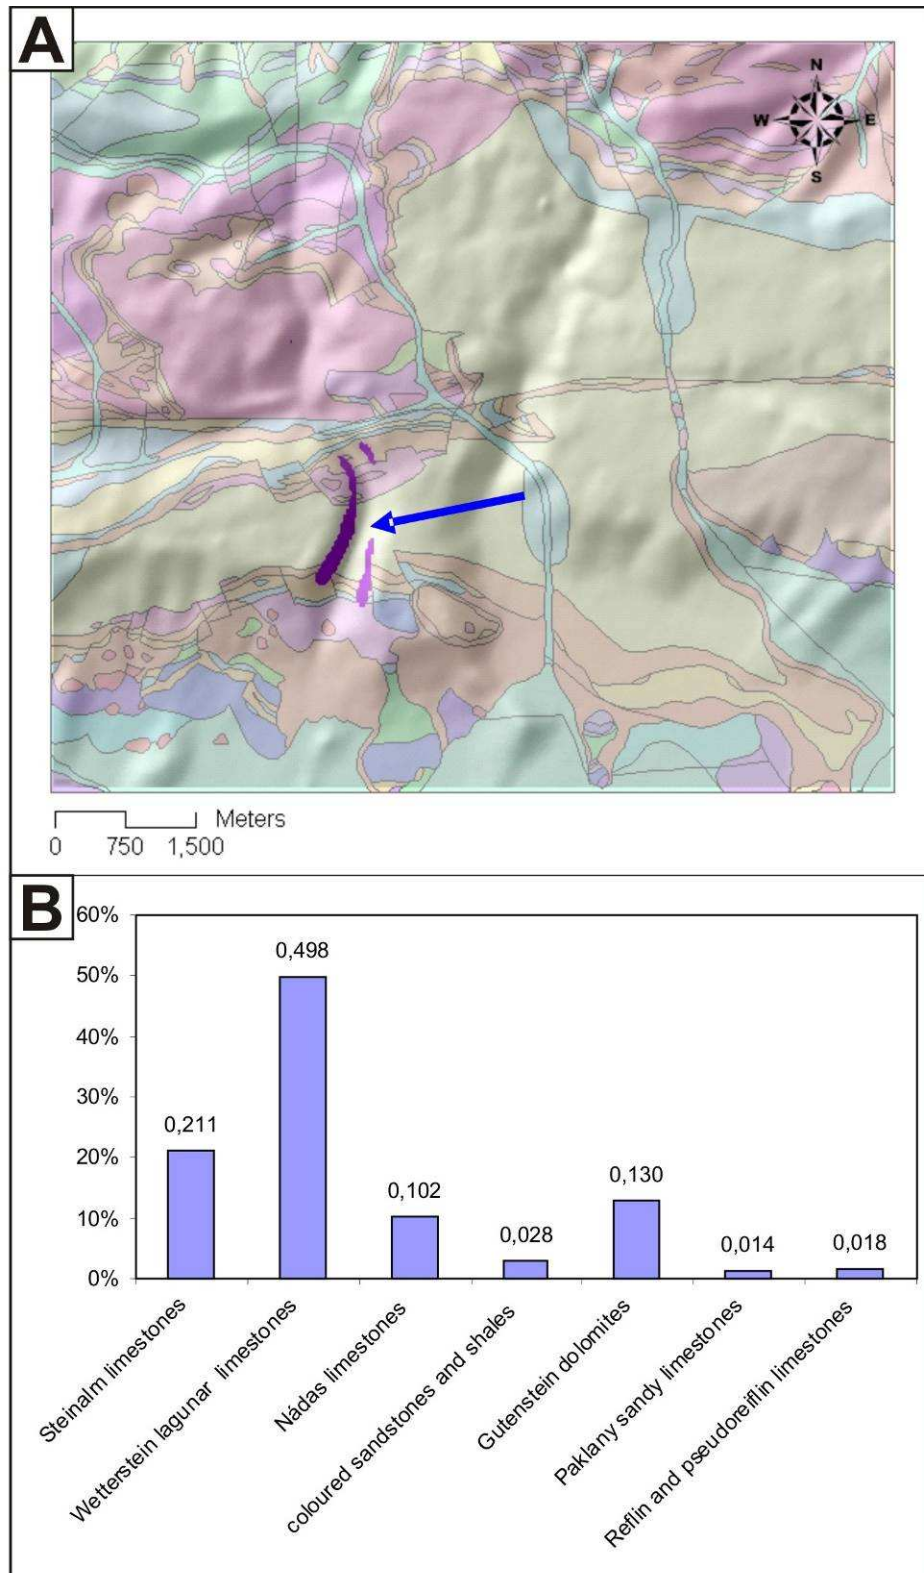 A
N
W E
S
Meters
0 750 1,500
B
60%
50%
40%
30%
20%
10%
0%
0,211
0,498
0,102
0,028
0,130
0,014
0,018
Steinalm limestones
Wetterstein lagunar limestones
Nádas limestones
coloured sandstones and shales
Gutenstein dolomites
Paklany sandy limestones
Reflin and pseudoreiflin limestones